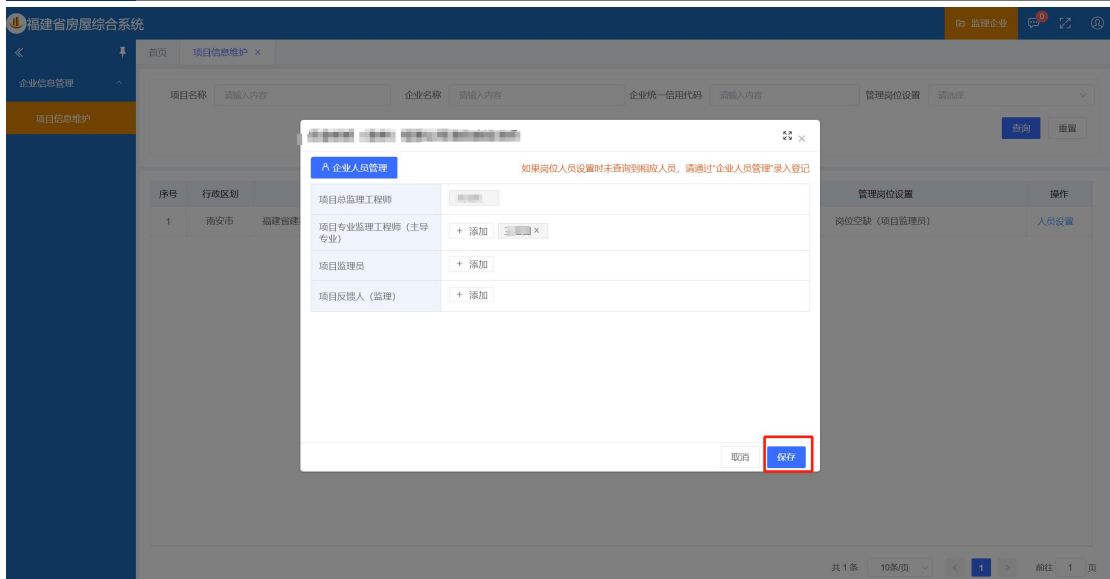 福建省房屋综合系统
监理企业
0
首页 项目信息维护 ×
企业信息管理
项目信息维护
项目名称 请输入内容 企业名称 请输入内容 企业统一信用代码 请输入内容 管理岗位设置 请选择
查询 重置
企业人员管理 如果岗位人员设置时未查询到相应人员，请通过"企业人员管理"录入登记
项目总监理工程师
项目专业监理工程师（主导专业） + 添加 ×
项目监理员 + 添加
项目反馈人（监理） + 添加
取消 保存
序号 行政区划 管理岗位设置 操作
1 南安市 福建省建 岗位空缺（项目监理员） 人员设置
共 1 条 10条/页 < 1 > 前往 1 页